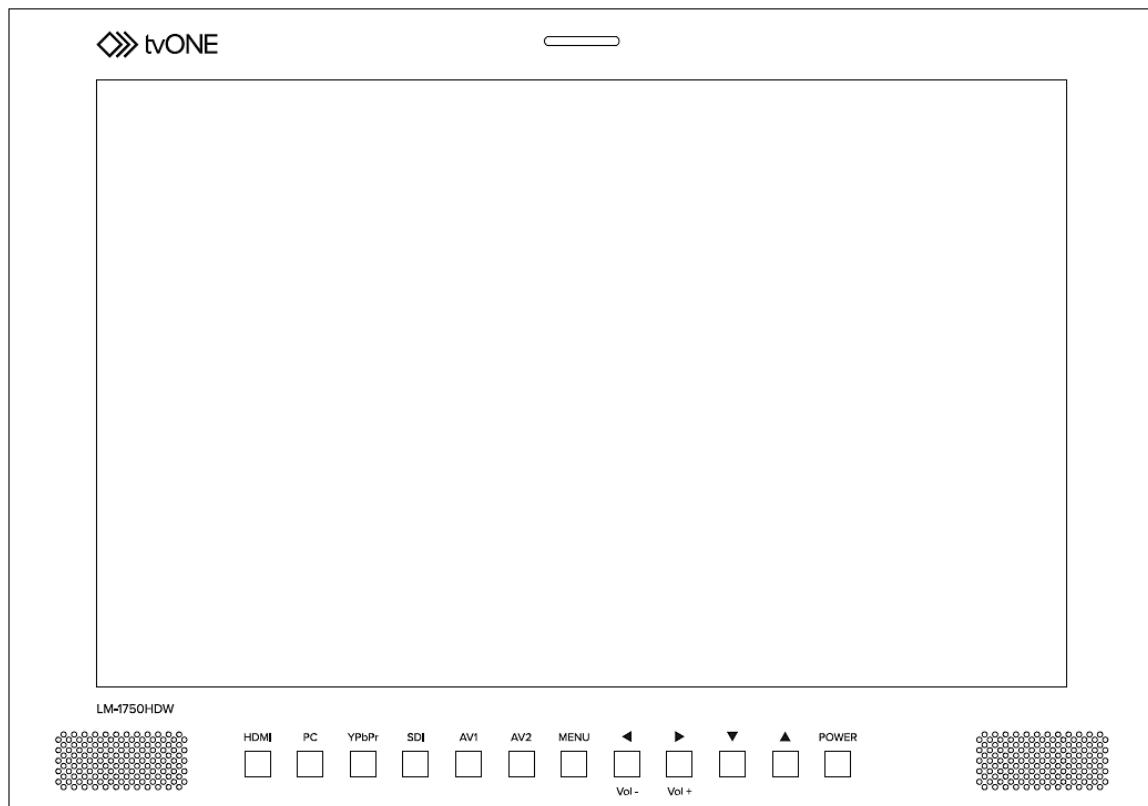 tvONE
LM-1750HDW
HDMI PC YPbPr SDI AV1 AV2 MENU ◀ ▶ ▼ ▲ POWER
Vol - Vol +